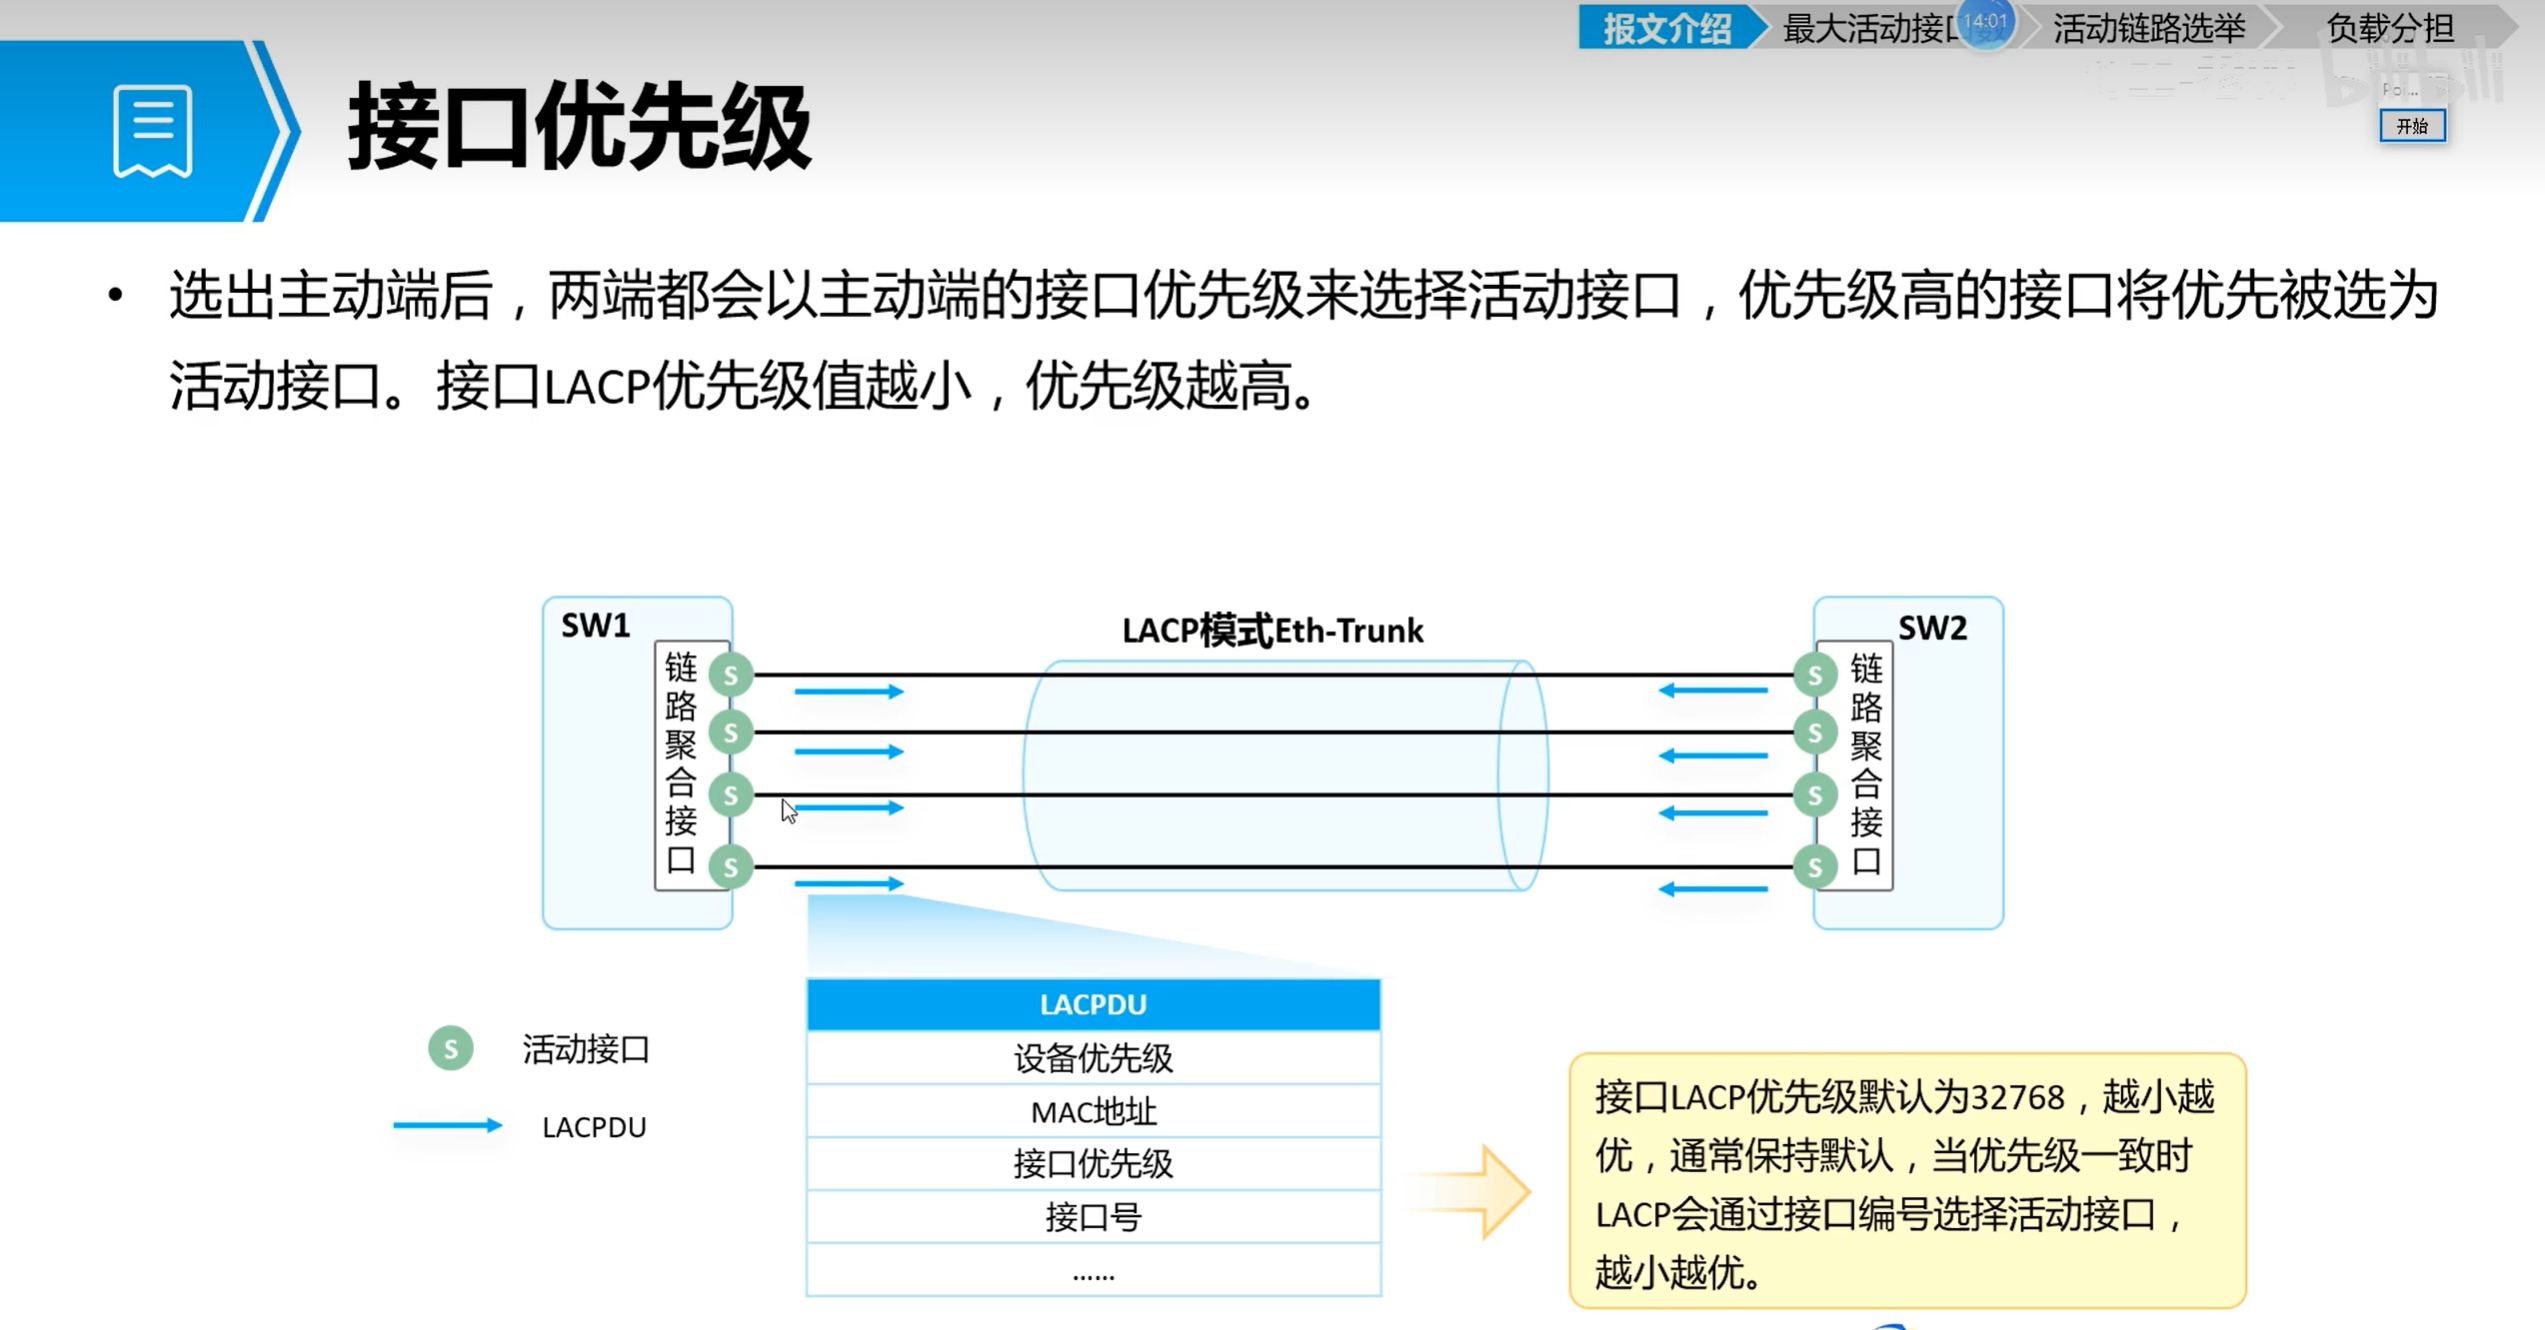 报文介绍
最大活动接口数
14:01
活动链路选举
负载分担
bilibili
Poi...
开始
接口优先级
• 选出主动端后，两端都会以主动端的接口优先级来选择活动接口，优先级高的接口将优先被选为
活动接口。接口LACP优先级值越小，优先级越高。
SW1
LACP模式Eth-Trunk
SW2
链路聚合接口
S
S
S
S
S
S
S
S
链路聚合接口
LACPDU
设备优先级
MAC地址
接口优先级
接口号
......
S 活动接口
LACPDU
接口LACP优先级默认为32768，越小越
优，通常保持默认，当优先级一致时
LACP会通过接口编号选择活动接口，
越小越优。